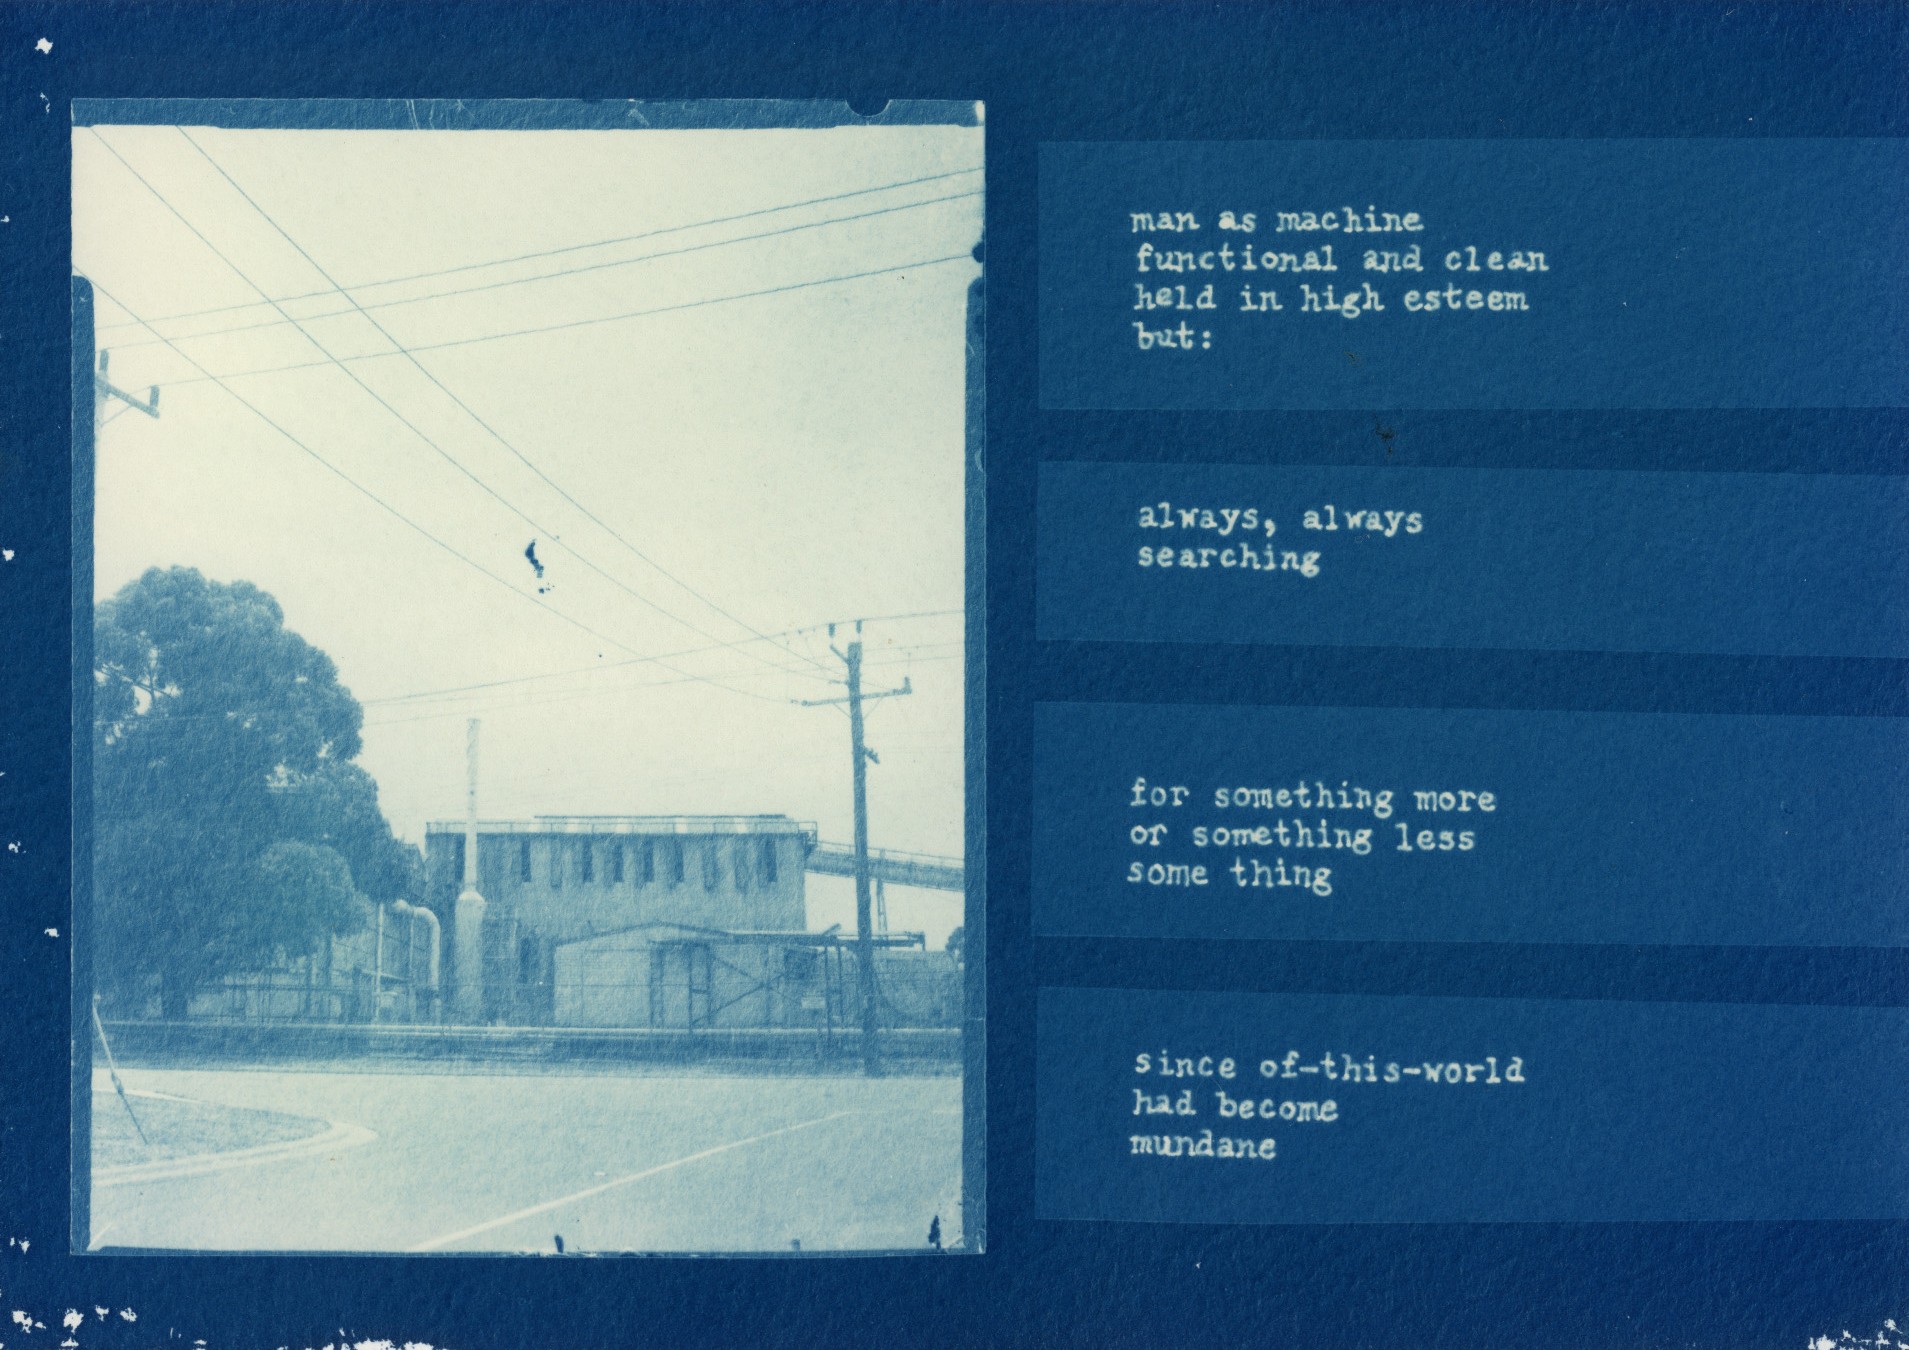 man as machine
functional and clean
held in high esteem
but:
always, always
searching
for something more
or something less
some thing
since of-this-world
had become
mundane